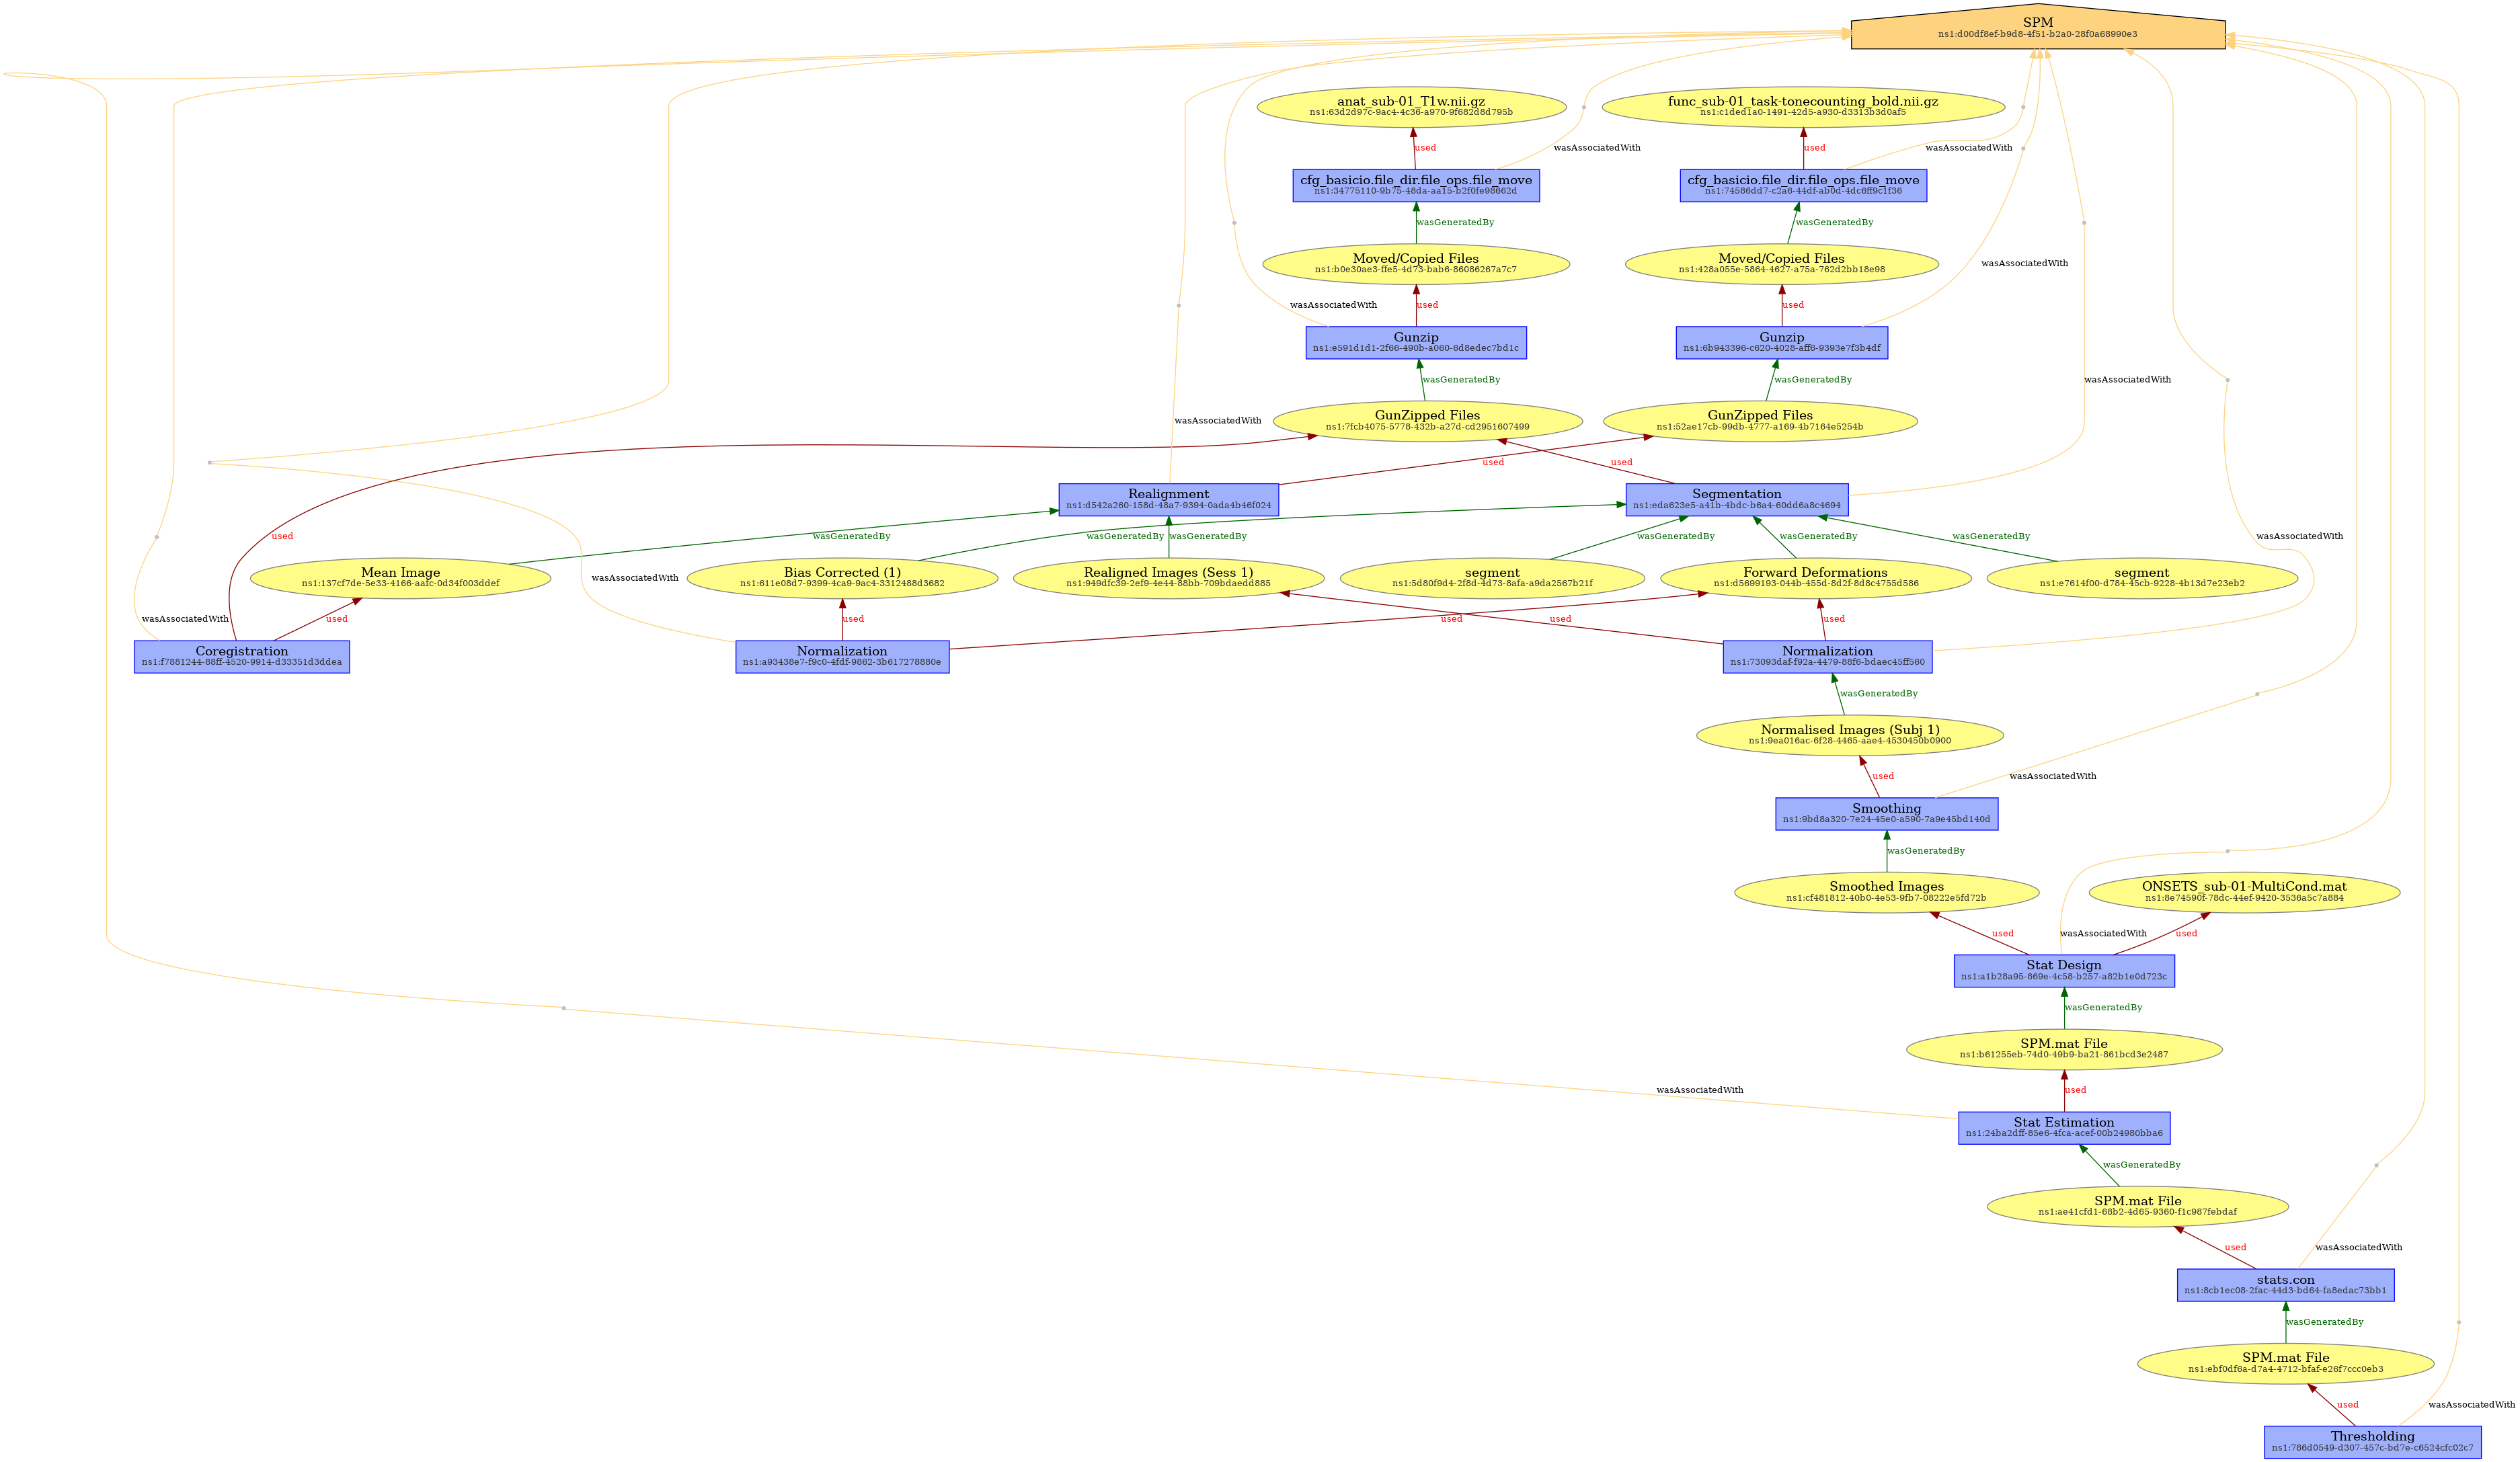 SPM
ns1:d00df8ef-b9d8-4f51-b2a0-28f0a68990e3
anat_sub-01_T1w.nii.gz
ns1:63d2d97c-9ac4-4c36-a970-9f682d8d795b
func_sub-01_task-tonecounting_bold.nii.gz
ns1:c1ded1a0-1491-42d5-a930-d3313b3d0af5
used
wasAssociatedWith
used
wasAssociatedWith
cfg_basicio.file_dir.file_ops.file_move
ns1:34775110-9b75-48da-aa15-b2f0fe98662d
cfg_basicio.file_dir.file_ops.file_move
ns1:74586dd7-c2a6-44df-ab0d-4dc6ff9c1f36
wasGeneratedBy
wasGeneratedBy
Moved/Copied Files
ns1:b0e30ae3-ffe5-4d73-bab6-86086267a7c7
Moved/Copied Files
ns1:428a055e-5864-4627-a75a-762d2bb18e98
wasAssociatedWith
used
used
wasAssociatedWith
Gunzip
ns1:e591d1d1-2f66-490b-a060-6d8edec7bd1c
Gunzip
ns1:6b943396-c620-4028-aff6-9393e7f3b4df
wasGeneratedBy
wasGeneratedBy
wasAssociatedWith
GunZipped Files
ns1:7fcb4075-5778-432b-a27d-cd2951607499
GunZipped Files
ns1:52ae17cb-99db-4777-a169-4b7164e5254b
wasAssociatedWith
used
used
Realignment
ns1:d542a260-158d-48a7-9394-0ada4b46f024
Segmentation
ns1:eda623e5-a41b-4bdc-b6a4-60dd6a8c4694
used
wasGeneratedBy
wasGeneratedBy
wasGeneratedBy
wasGeneratedBy
wasGeneratedBy
wasGeneratedBy
wasAssociatedWith
Mean Image
ns1:137cf7de-5e33-4166-aafc-0d34f003ddef
wasAssociatedWith
Bias Corrected (1)
ns1:611e08d7-9399-4ca9-9ac4-3312488d3682
Realigned Images (Sess 1)
ns1:949dfc39-2ef9-4e44-88bb-709bdaedd885
segment
ns1:5d80f9d4-2f8d-4d73-8afa-a9da2567b21f
Forward Deformations
ns1:d5699193-044b-455d-8d2f-8d8c4755d586
segment
ns1:e7614f00-d784-45cb-9228-4b13d7e23eb2
wasAssociatedWith
used
used
used
used
used
Coregistration
ns1:f7881244-88ff-4520-9914-d33351d3ddea
Normalization
ns1:a93438e7-f9c0-4fdf-9862-3b617278880e
Normalization
ns1:73093daf-f92a-4479-88f6-bdaec45ff560
wasGeneratedBy
Normalised Images (Subj 1)
ns1:9ea016ac-6f28-4465-aae4-4530450b0900
used
wasAssociatedWith
Smoothing
ns1:9bd8a320-7e24-45e0-a590-7a9e45bd140d
wasGeneratedBy
Smoothed Images
ns1:cf481812-40b0-4e53-9fb7-08222e5fd72b
ONSETS_sub-01-MultiCond.mat
ns1:8e74590f-78dc-44ef-9420-3536a5c7a884
used
wasAssociatedWith
used
Stat Design
ns1:a1b28a95-869e-4c58-b257-a82b1e0d723c
wasGeneratedBy
SPM.mat File
ns1:b61255eb-74d0-49b9-ba21-861bcd3e2487
wasAssociatedWith
used
Stat Estimation
ns1:24ba2dff-85e6-4fca-acef-00b24980bba6
wasGeneratedBy
SPM.mat File
ns1:ae41cfd1-68b2-4d65-9360-f1c987febdaf
used
wasAssociatedWith
stats.con
ns1:8cb1ec08-2fac-44d3-bd64-fa8edac73bb1
wasGeneratedBy
SPM.mat File
ns1:ebf0df6a-d7a4-4712-bfaf-e26f7ccc0eb3
used
wasAssociatedWith
Thresholding
ns1:786d0549-d307-457c-bd7e-c6524cfc02c7